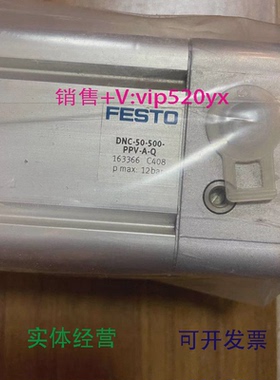 销售+V:vip520yx
FESTO
DNC-50-500-
PPV-A-Q
163366 C408
p max: 12bar
实体经营
可开发票